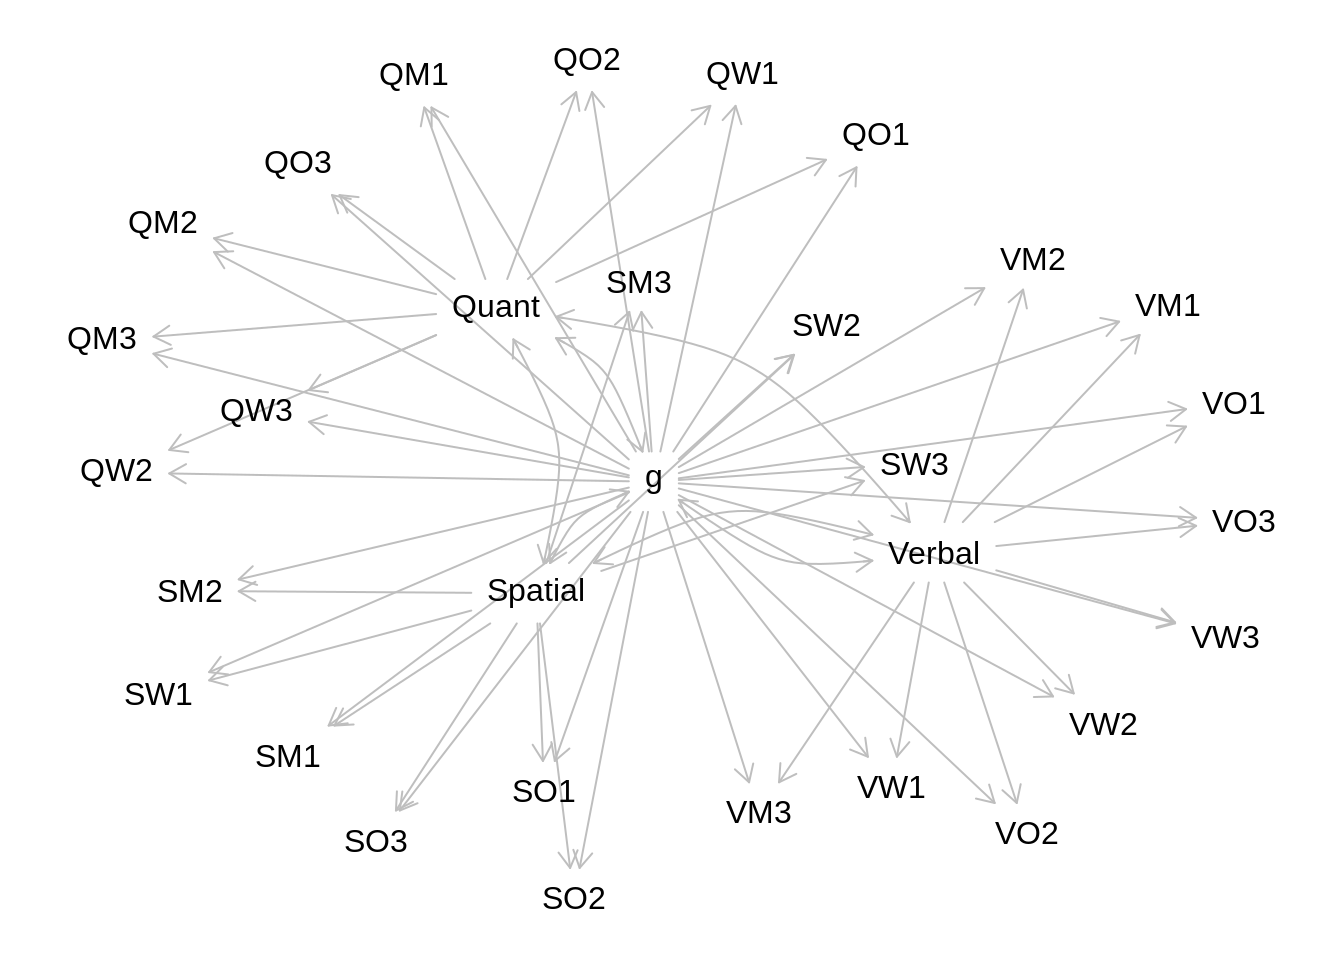 QO2
QM1
QW1
QO1
QO3
QM2
VM2
SM3
Quant
VM1
SW2
QM3
VO1
QW3
SW3
QW2
g
VO3
Verbal
Spatial
SM2
VW3
SW1
VW2
SM1
VW1
SO1
VM3
VO2
SO3
SO2